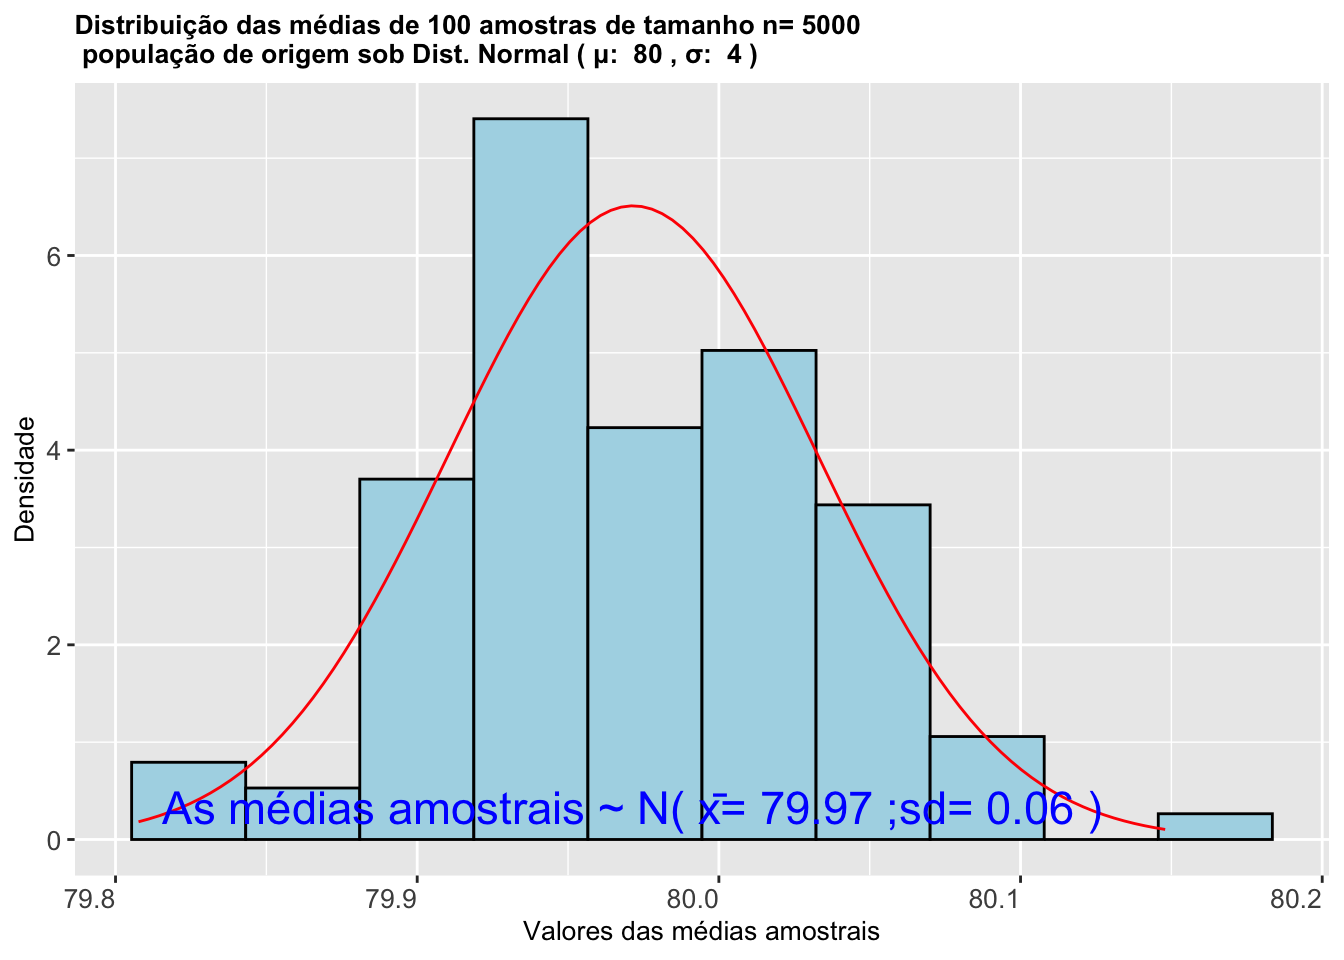 Distribuição das médias de 100 amostras de tamanho n= 5000
população de origem sob Dist. Normal ( μ:  80 , σ:  4 )
Densidade
6
4
2
0
As médias amostrais ~ N( x̄= 79.97 ;sd= 0.06 )
79.8 79.9 80.0 80.1 80.2
Valores das médias amostrais